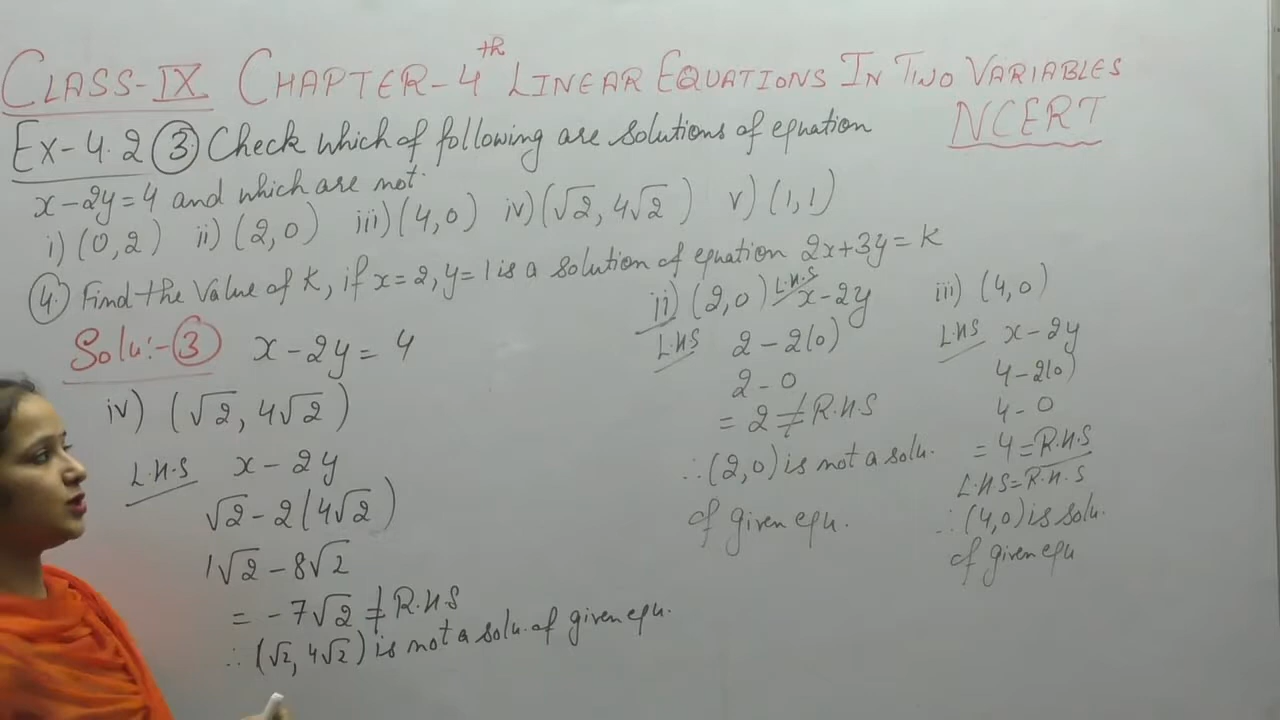 CLASS-IX CHAPTER-4th LINEAR EQUATIONS IN TWO VARIABLES
NCERT
Ex-4.2 ③ Check which of following are solutions of equation
x-2y=4 and which are not.
i) (0,2) ii) (2,0) iii) (4,0) iv) (√2, 4√2) v) (1,1)
④ Find the value of K, if x=2, y=1 is a solution of equation 2x+3y=K
Solu:-③ x-2y=4
iv) (√2, 4√2)
L.H.S x-2y
√2-2(4√2)
1√2-8√2
=-7√2≠R.H.S
∴(√2, 4√2) is not a solu. of given equ.
ii) (2,0) L.H.S x-2y
L.H.S 2-2(0)
2-0
=2≠R.H.S
∴(2,0) is not a solu.
of given equ.
iii) (4,0)
L.H.S x-2y
4-2(0)
4-0
=4=R.H.S
L.H.S=R.H.S
∴(4,0) is solu.
of given equ